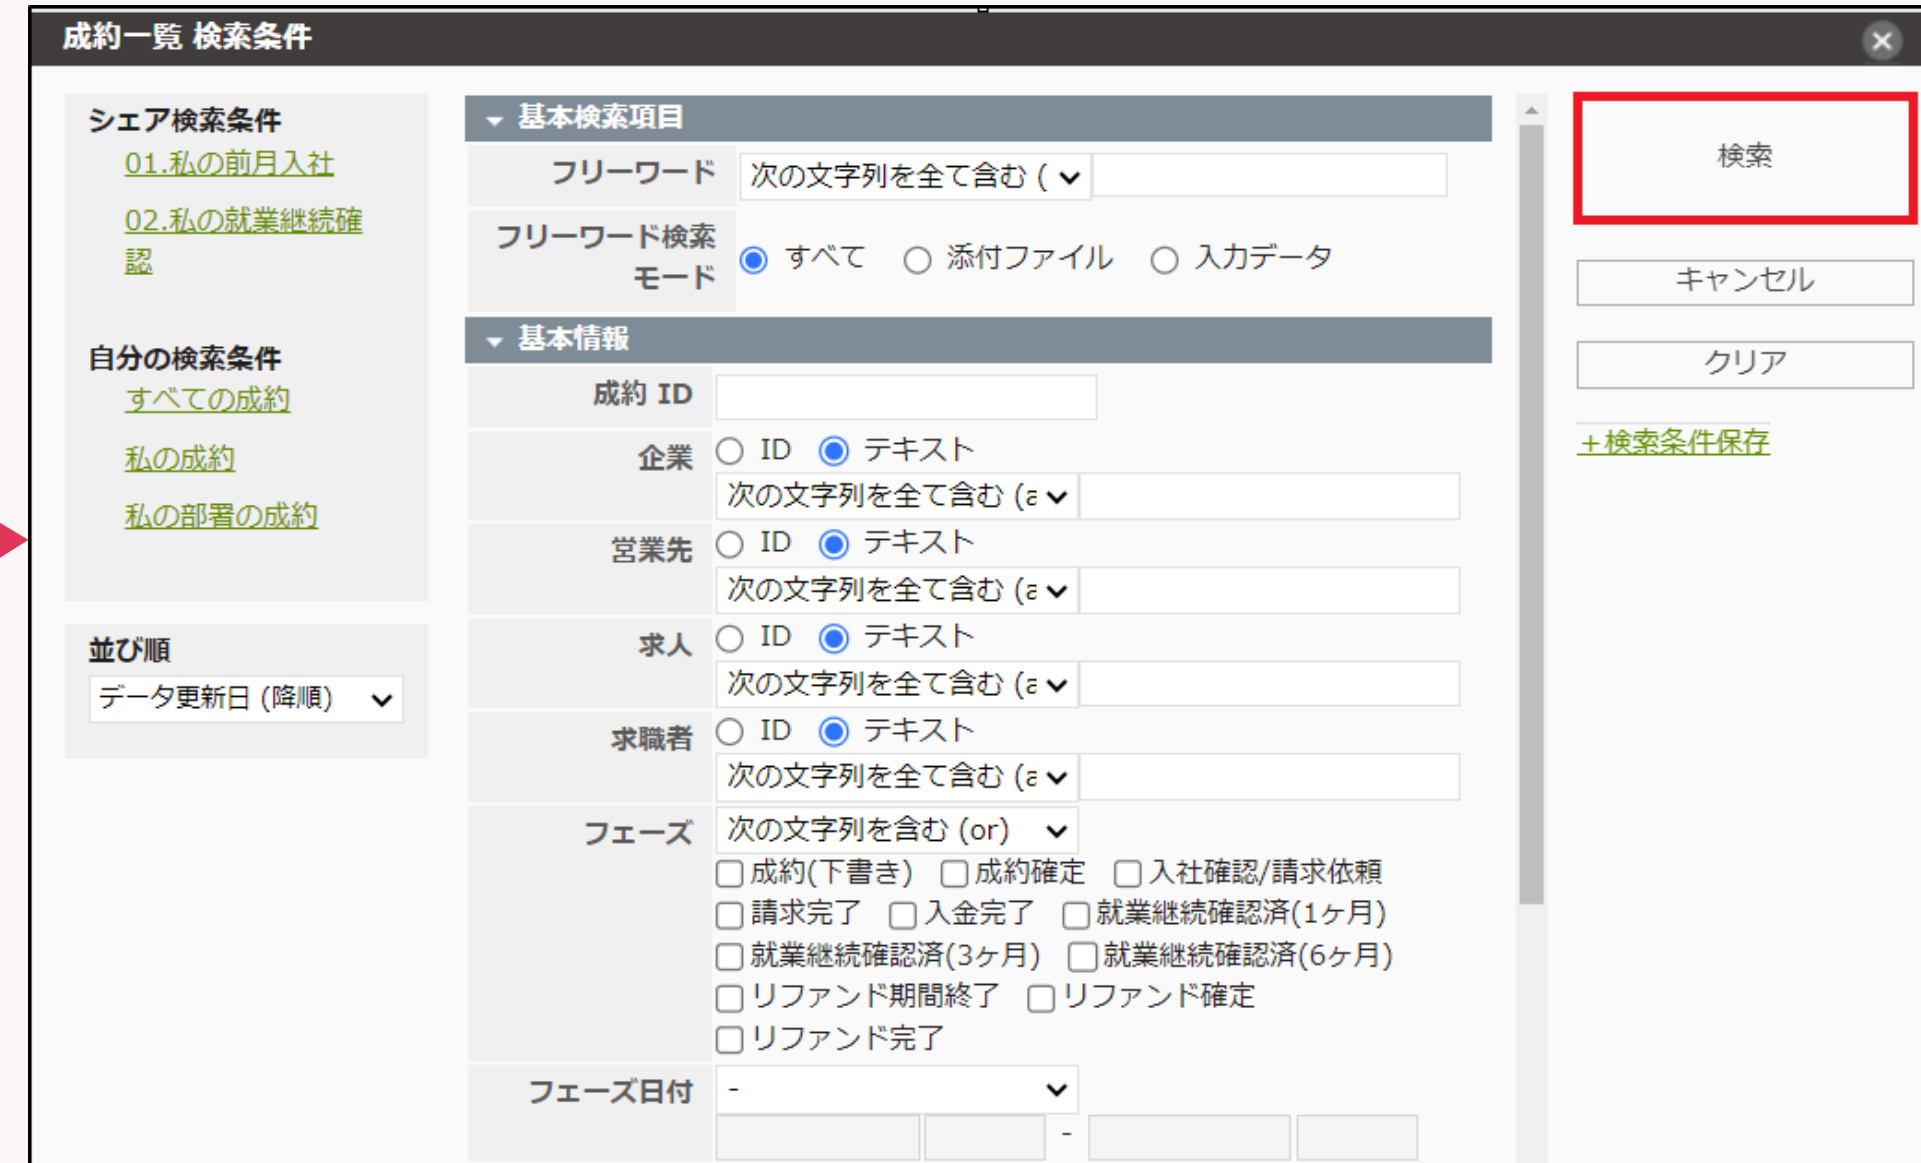 成約一覧 検索条件
シェア検索条件
01.私の前月入社
02.私の就業継続確
認
自分の検索条件
すべての成約
私の成約
私の部署の成約
並び順
データ更新日 (降順)
基本検索項目
フリーワード 次の文字列を全て含む (
フリーワード検索
モード
すべて 添付ファイル 入力データ
基本情報
成約 ID
企業 ID テキスト
次の文字列を全て含む (a
営業先 ID テキスト
次の文字列を全て含む (a
求人 ID テキスト
次の文字列を全て含む (a
求職者 ID テキスト
次の文字列を全て含む (a
フェーズ 次の文字列を含む (or)
成約(下書き) 成約確定 入社確認/請求依頼
請求完了 入金完了 就業継続確認済(1ヶ月)
就業継続確認済(3ヶ月) 就業継続確認済(6ヶ月)
リファンド期間終了 リファンド確定
リファンド完了
フェーズ日付 -
-
検索
キャンセル
クリア
+検索条件保存